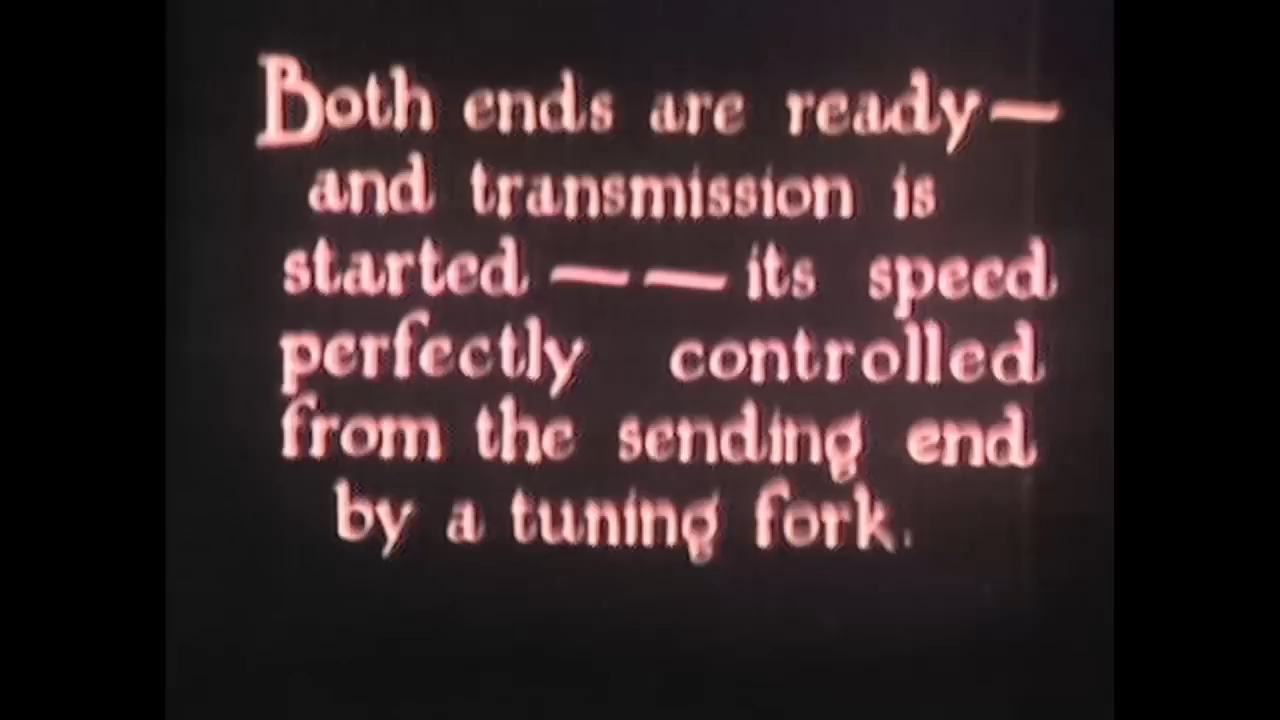 Both ends are ready—
and transmission is
started — — its speed
perfectly controlled
from the sending end
by a tuning fork.